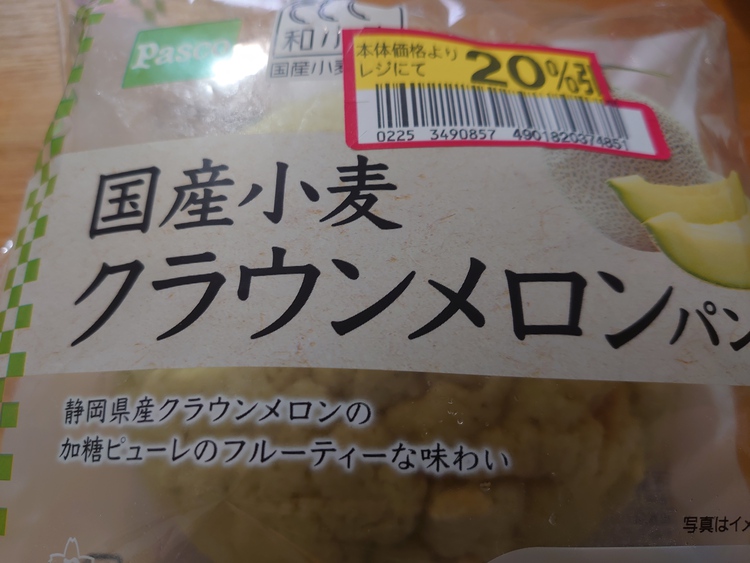 Pasco
国産小麦
本体価格より
レジにて
20%引
0225 3490857 4901820374851
国産小麦
クラウンメロンパン
静岡県産クラウンメロンの
加糖ピューレのフルーティーな味わい
写真はイメ